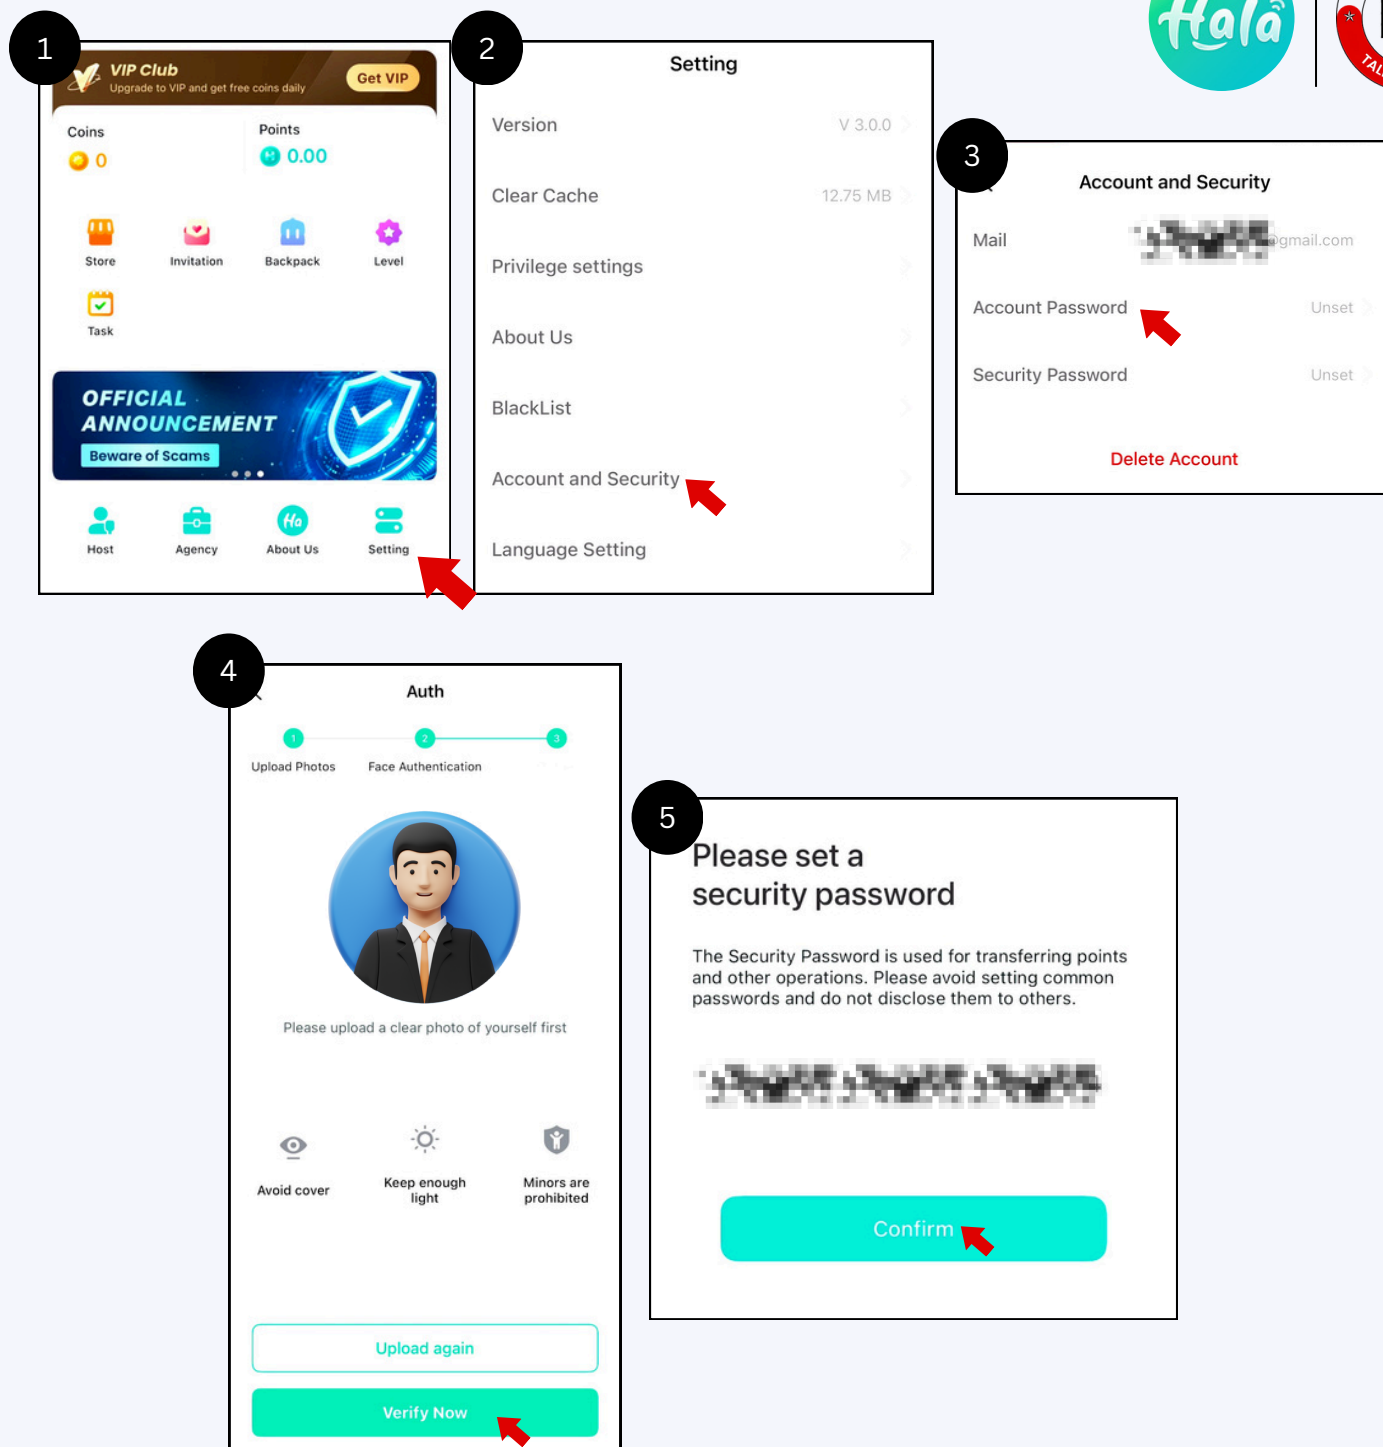 Hala
1
VIP Club
Upgrade to VIP and get free coins daily
Get VIP
Coins
0
Points
0.00
Store
Invitation
Backpack
Level
Task
OFFICIAL
ANNOUNCEMENT
Beware of Scams
Host
Agency
Ha
About Us
Setting
2
Setting
Version
V 3.0.0
Clear Cache
12.75 MB
Privilege settings
About Us
BlackList
Account and Security
Language Setting
3
Account and Security
Mail
@gmail.com
Account Password
Unset
Security Password
Unset
Delete Account
4
Auth
1
2
3
Upload Photos
Face Authentication
Please upload a clear photo of yourself first
Avoid cover
Keep enough
light
Minors are
prohibited
Upload again
Verify Now
5
Please set a
security password
The Security Password is used for transferring points
and other operations. Please avoid setting common
passwords and do not disclose them to others.
Confirm